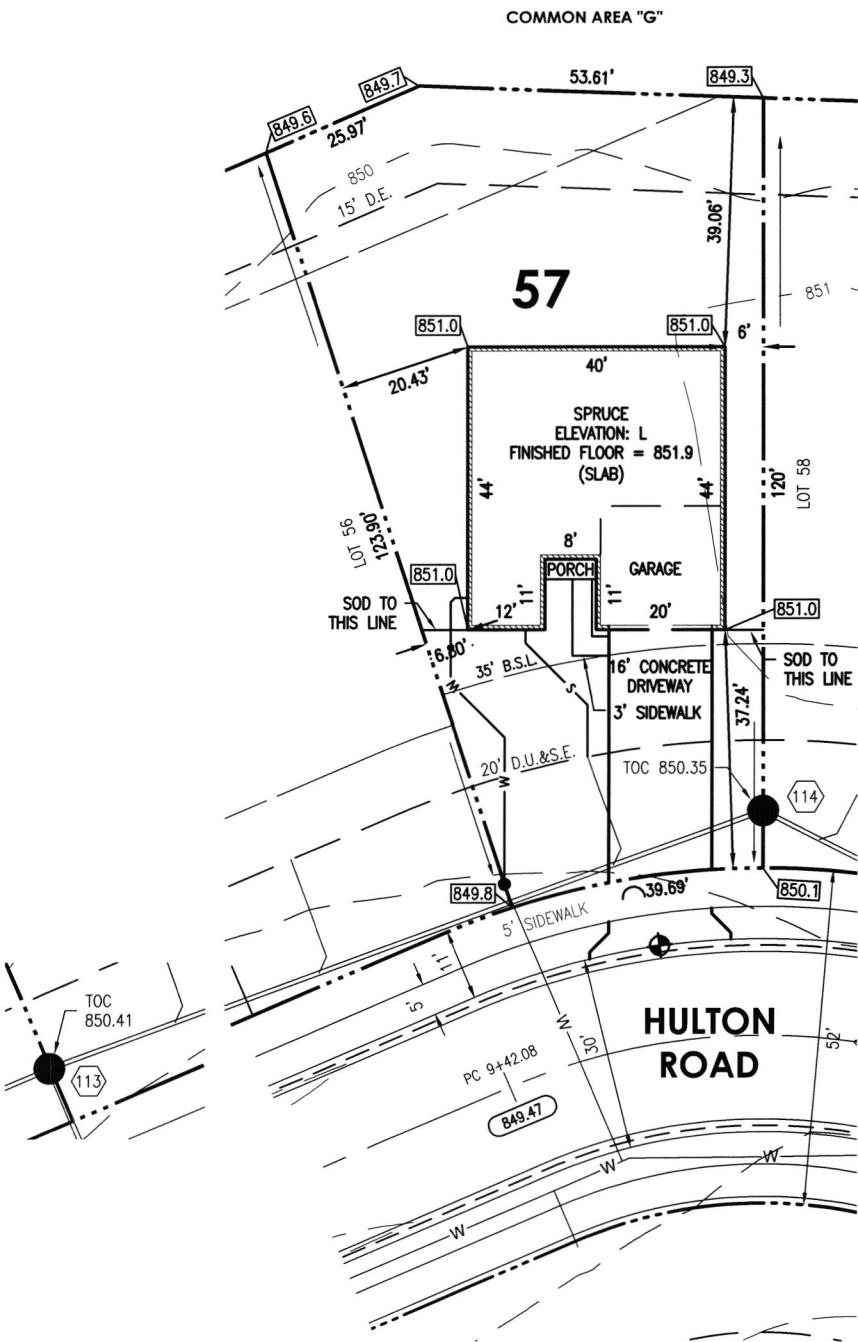 COMMON AREA "G"
53.61'
849.3
849.7
849.6
25.97'
850
15' D.E.
39.06'
57
851
851.0
851.0
6'
20.43'
40'
SPRUCE
ELEVATION: L
FINISHED FLOOR = 851.9
(SLAB)
44'
44'
120'
LOT 58
LOT 56
123.90'
8'
PORCH
GARAGE
851.0
11'
11'
12'
20'
851.0
SOD TO
THIS LINE
6.80'
35' B.S.L.
16' CONCRETE
DRIVEWAY
3' SIDEWALK
SOD TO
THIS LINE
37.24'
W
S
20' D.U.&S.E.
W
TOC 850.35
114
849.8
39.69'
850.1
5' SIDEWALK
11'
5'
TOC
850.41
113
W
30'
HULTON
ROAD
52'
PC 9+42.08
849.47
W
W
W